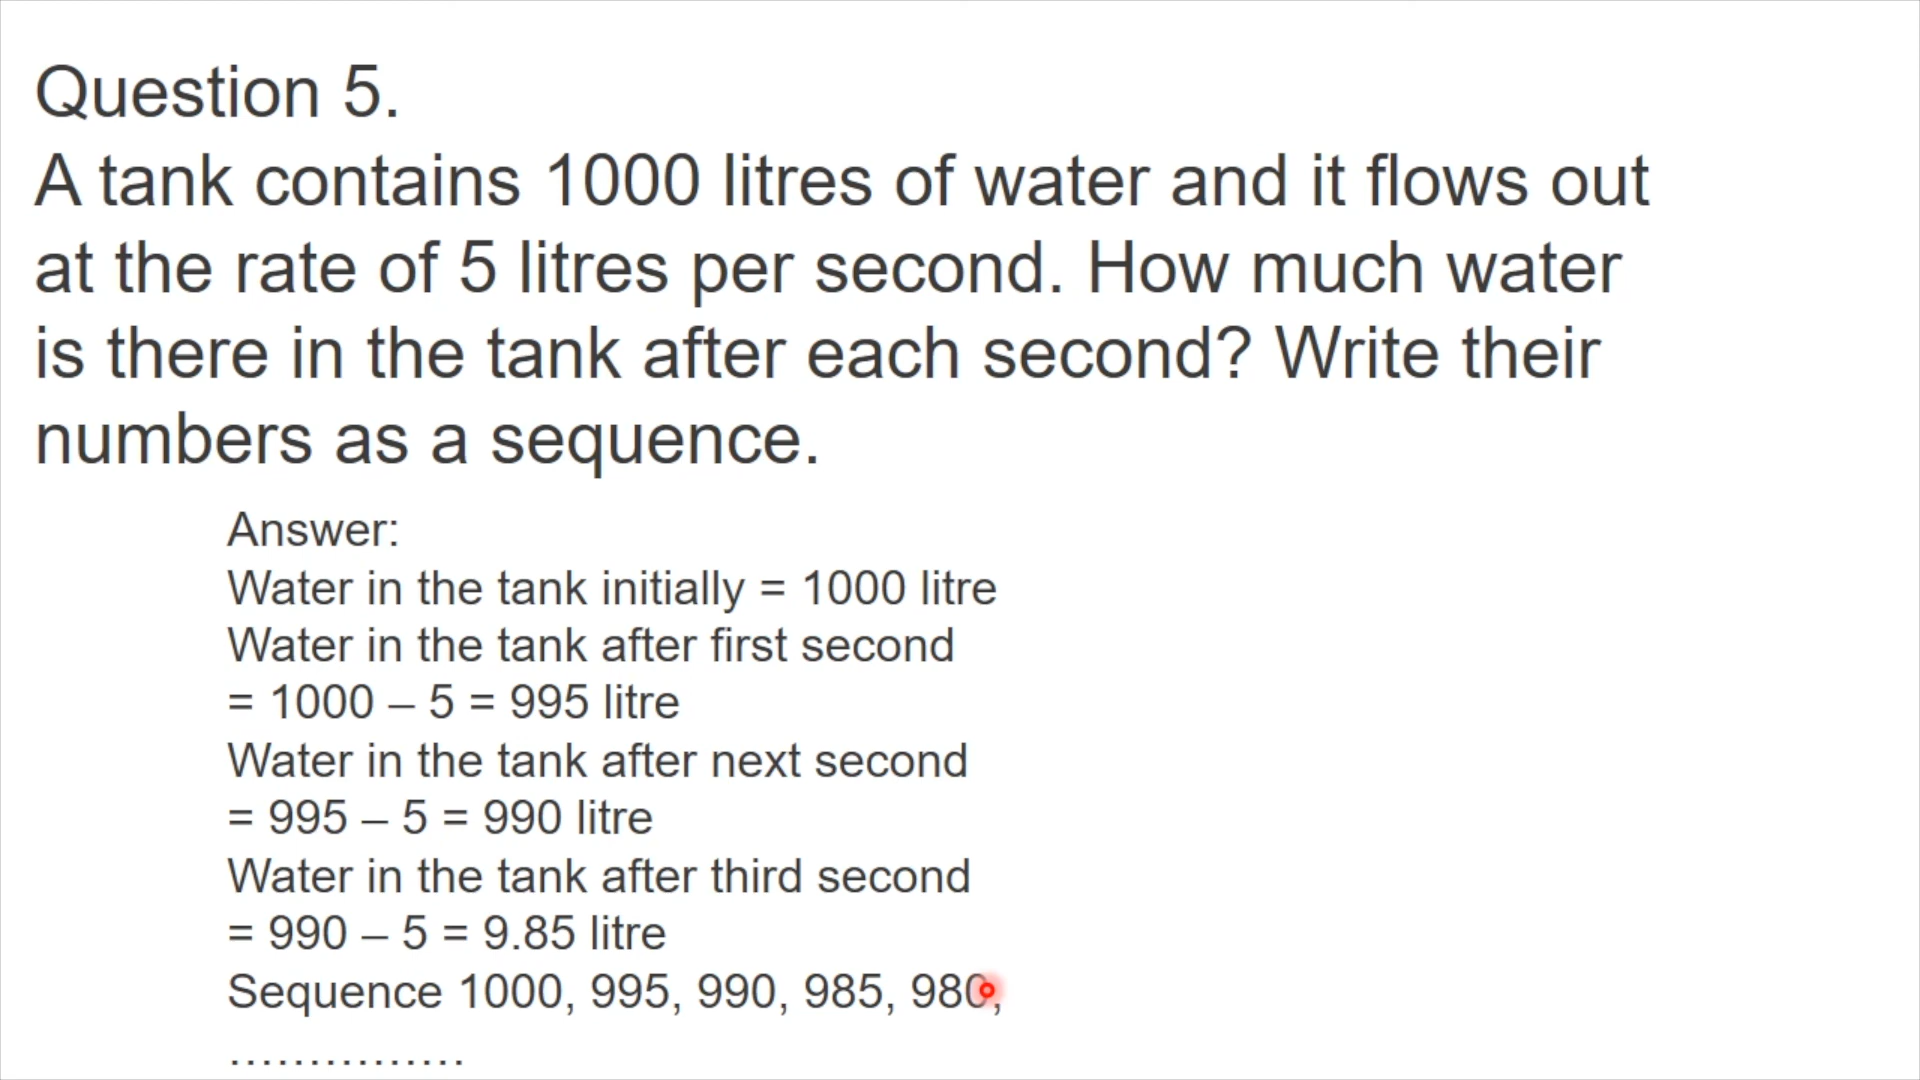 Question 5.
A tank contains 1000 litres of water and it flows out
at the rate of 5 litres per second. How much water
is there in the tank after each second? Write their
numbers as a sequence.
Answer:
Water in the tank initially = 1000 litre
Water in the tank after first second
= 1000 – 5 = 995 litre
Water in the tank after next second
= 995 – 5 = 990 litre
Water in the tank after third second
= 990 – 5 = 9.85 litre
Sequence 1000, 995, 990, 985, 980,
……………